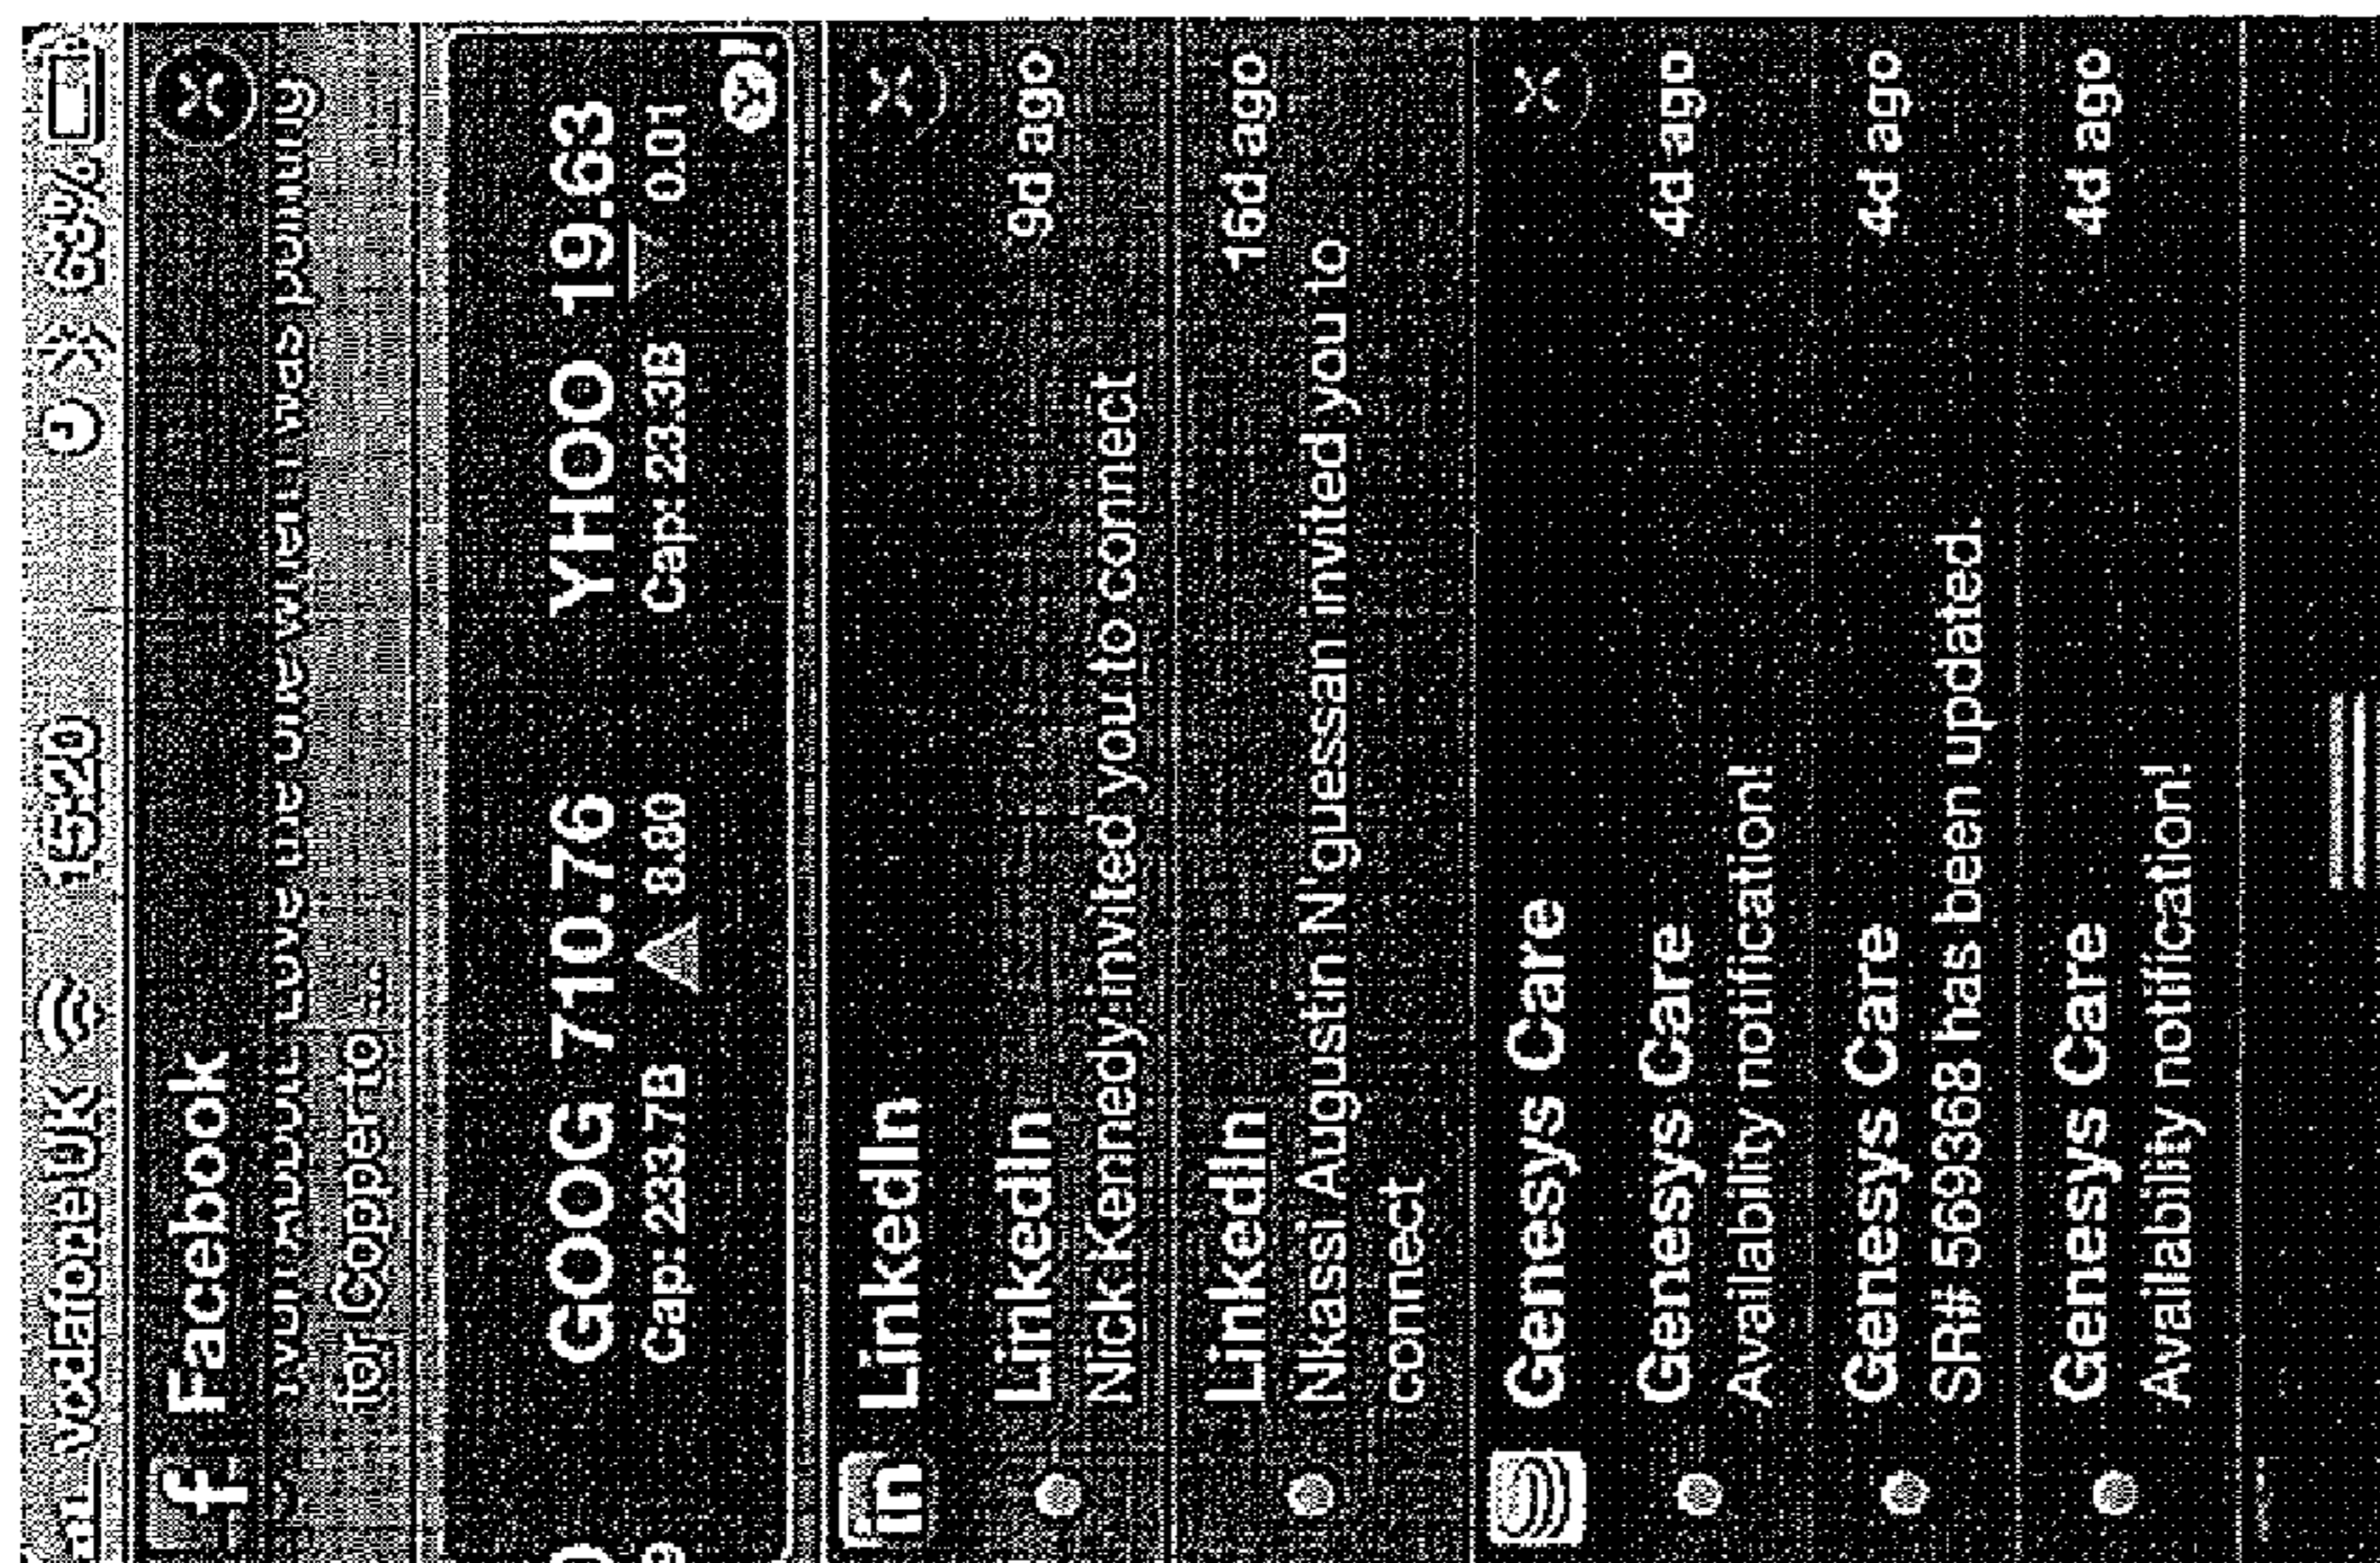 vodafone UK 15:20 63%
Facebook
for Copper to ...
GOOG 710.76 YHOO 19.63
Cap: 233.7B 8.80 Cap: 23.3B 0.01
Y!
in LinkedIn
LinkedIn 9d ago
Nick Kennedy invited you to connect
LinkedIn 16d ago
Nkassi Augustin N'guessan invited you to
connect
Genesys Care
Genesys Care 4d ago
Availability notification!
Genesys Care 4d ago
SR# 569368 has been updated.
Genesys Care 4d ago
Availability notification!